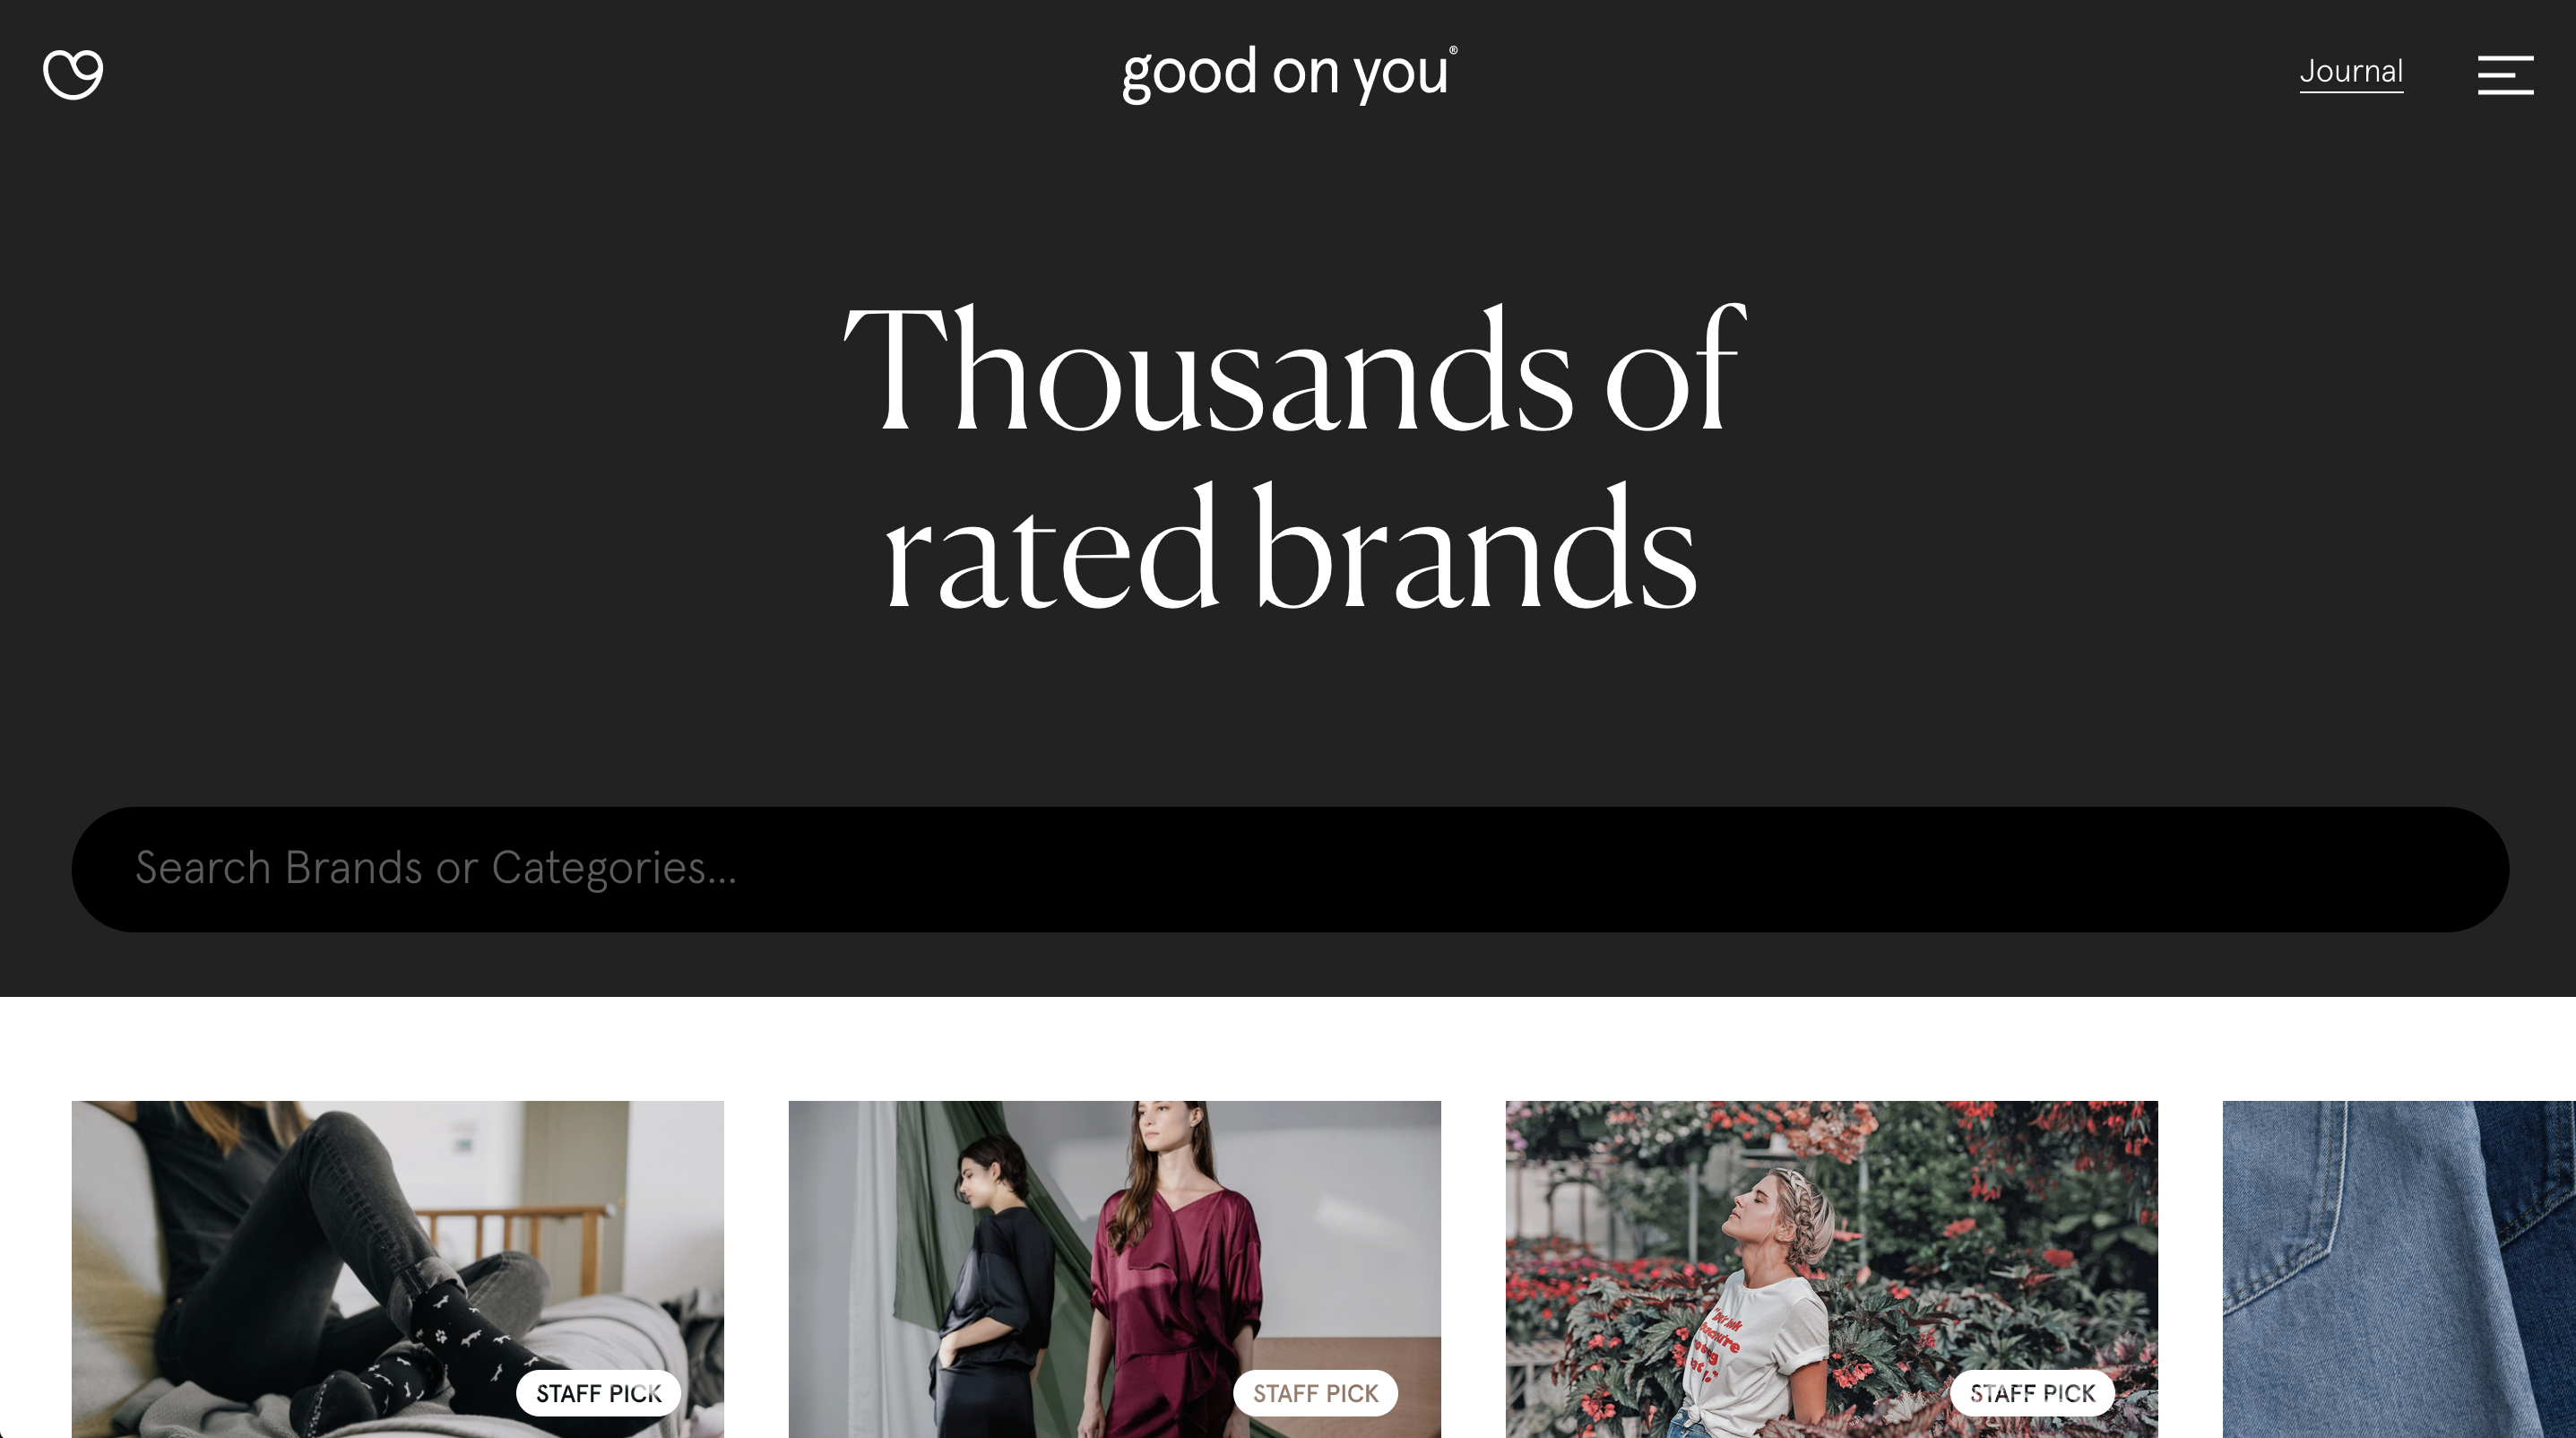 good on you®
Journal
Thousands of
rated brands
Search Brands or Categories...
STAFF PICK
STAFF PICK
STAFF PICK